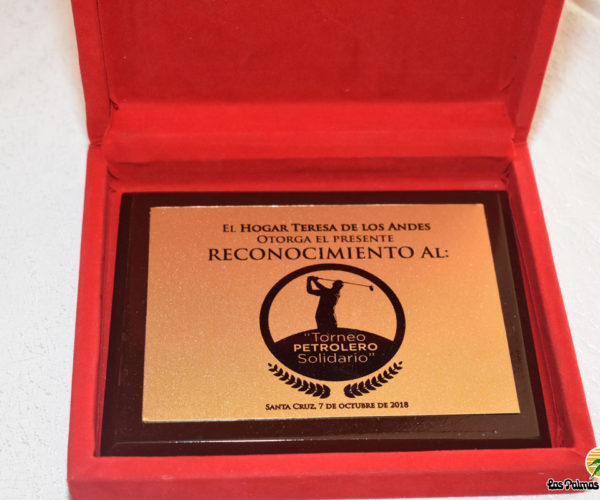 El Hogar Teresa de los Andes
Otorga el presente
RECONOCIMIENTO AL:
"Torneo
PETROLERO
Solidario"
Santa Cruz, 7 de octubre de 2018
Las Palmas